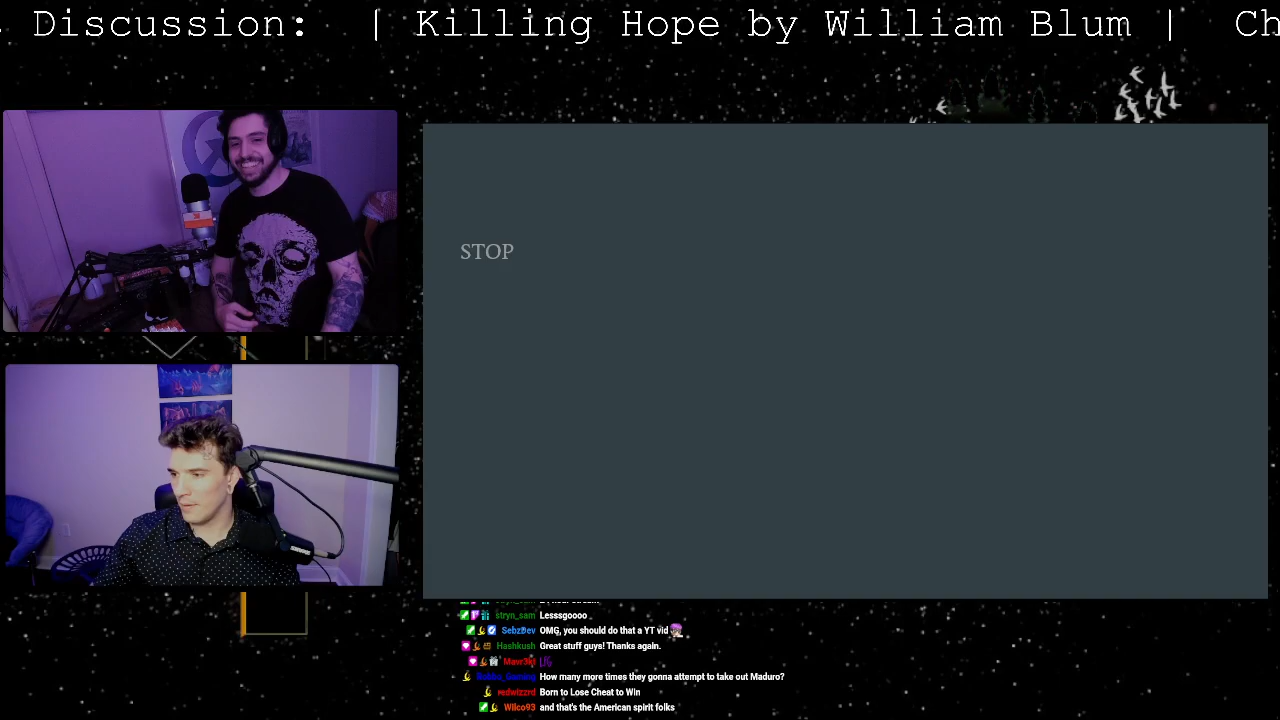 Discussion: | Killing Hope by William Blum | Ch
STOP
stryn_sam Lesssgoooo
SebzDev OMG, you should do that a YT vid
Hashkush Great stuff guys! Thanks again.
How many more times they gonna attempt to take out Maduro?
redwizzrd Born to Lose Cheat to Win
Wilco93 and that's the American spirit folks